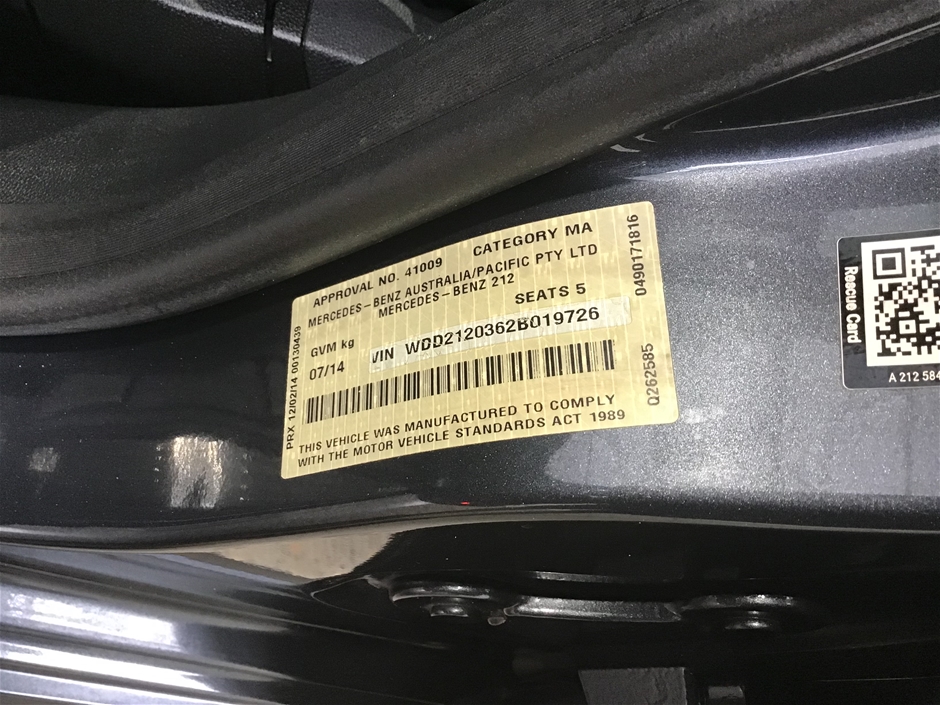 APPROVAL NO. 41009 CATEGORY MA
MERCEDES-BENZ AUSTRALIA/PACIFIC PTY LTD
MERCEDES-BENZ 212
SEATS 5
GVM kg
07/14
VIN WDD2120362B019726
THIS VEHICLE WAS MANUFACTURED TO COMPLY
WITH THE MOTOR VEHICLE STANDARDS ACT 1989
PRX 12/02/14 00130439
Q262585 0490171816
Rescue Card
A 212 584